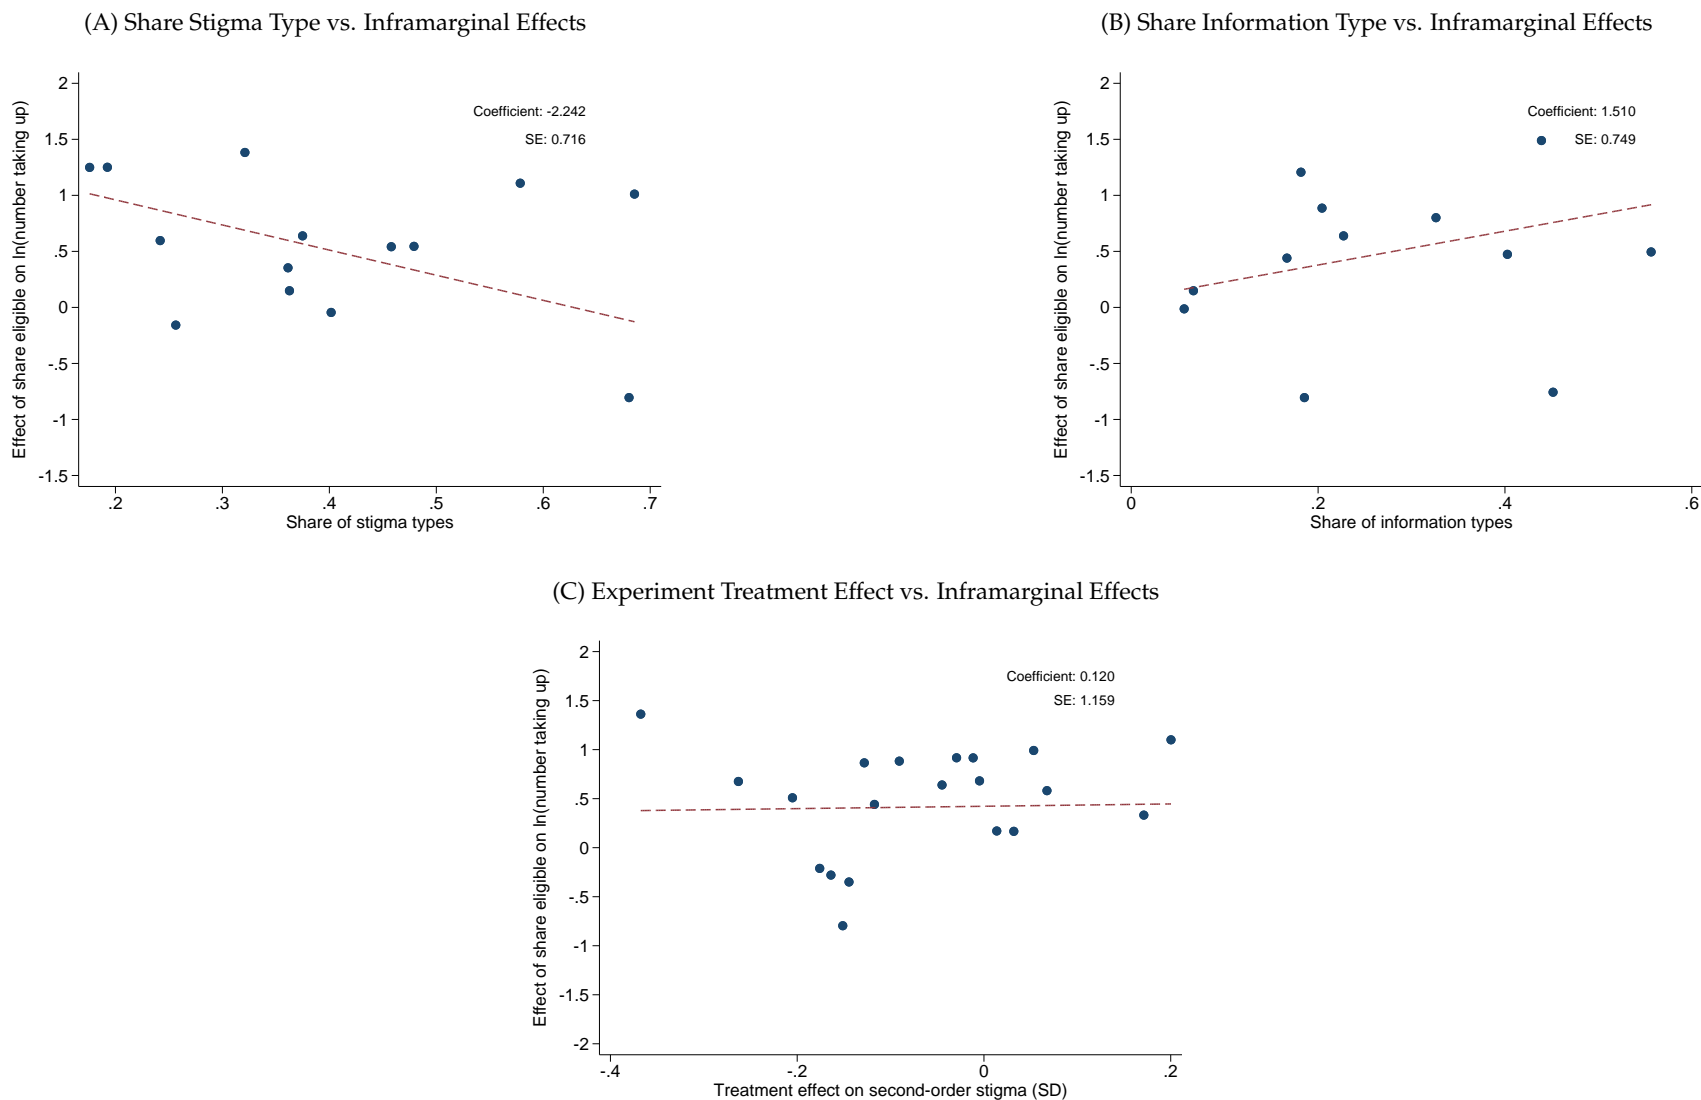 (A) Share Stigma Type vs. Inframarginal Effects
Effect of share eligible on ln(number taking up)
2
1.5
1
.5
0
-.5
-1
-1.5
Coefficient: -2.242
SE: 0.716
.2 .3 .4 .5 .6 .7
Share of stigma types
(B) Share Information Type vs. Inframarginal Effects
Effect of share eligible on ln(number taking up)
2
1.5
1
.5
0
-.5
-1
-1.5
Coefficient: 1.510
SE: 0.749
0 .2 .4 .6
Share of information types
(C) Experiment Treatment Effect vs. Inframarginal Effects
Effect of share eligible on ln(number taking up)
2
1.5
1
.5
0
-.5
-1
-1.5
-2
Coefficient: 0.120
SE: 1.159
-.4 -.2 0 .2
Treatment effect on second-order stigma (SD)